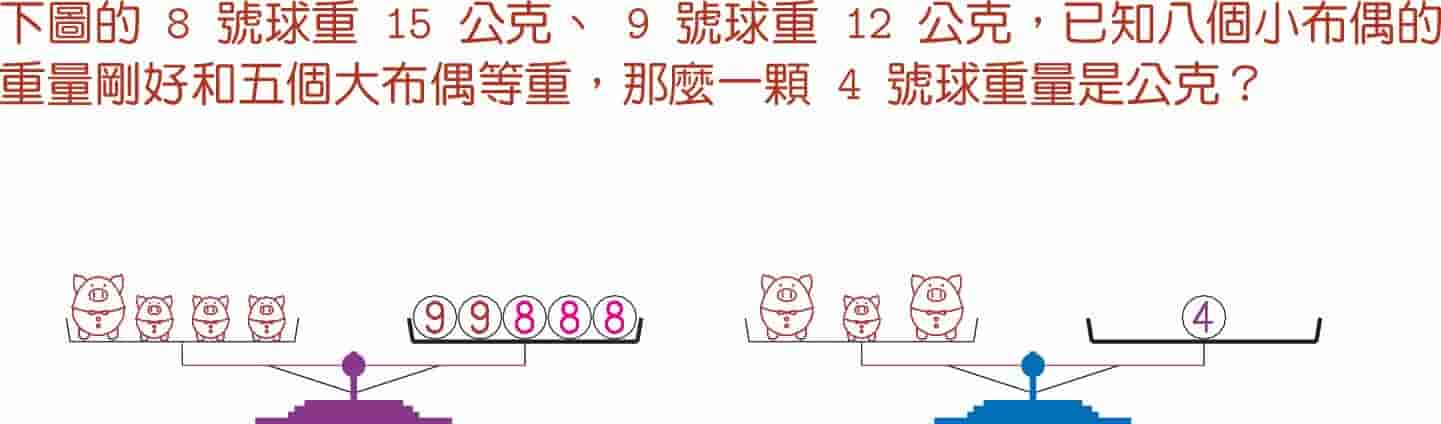 下圖的 8 號球重 15 公克、 9 號球重 12 公克，已知八個小布偶的
重量剛好和五個大布偶等重，那麼一顆 4 號球重量是公克？
9 9 8 8 8
4